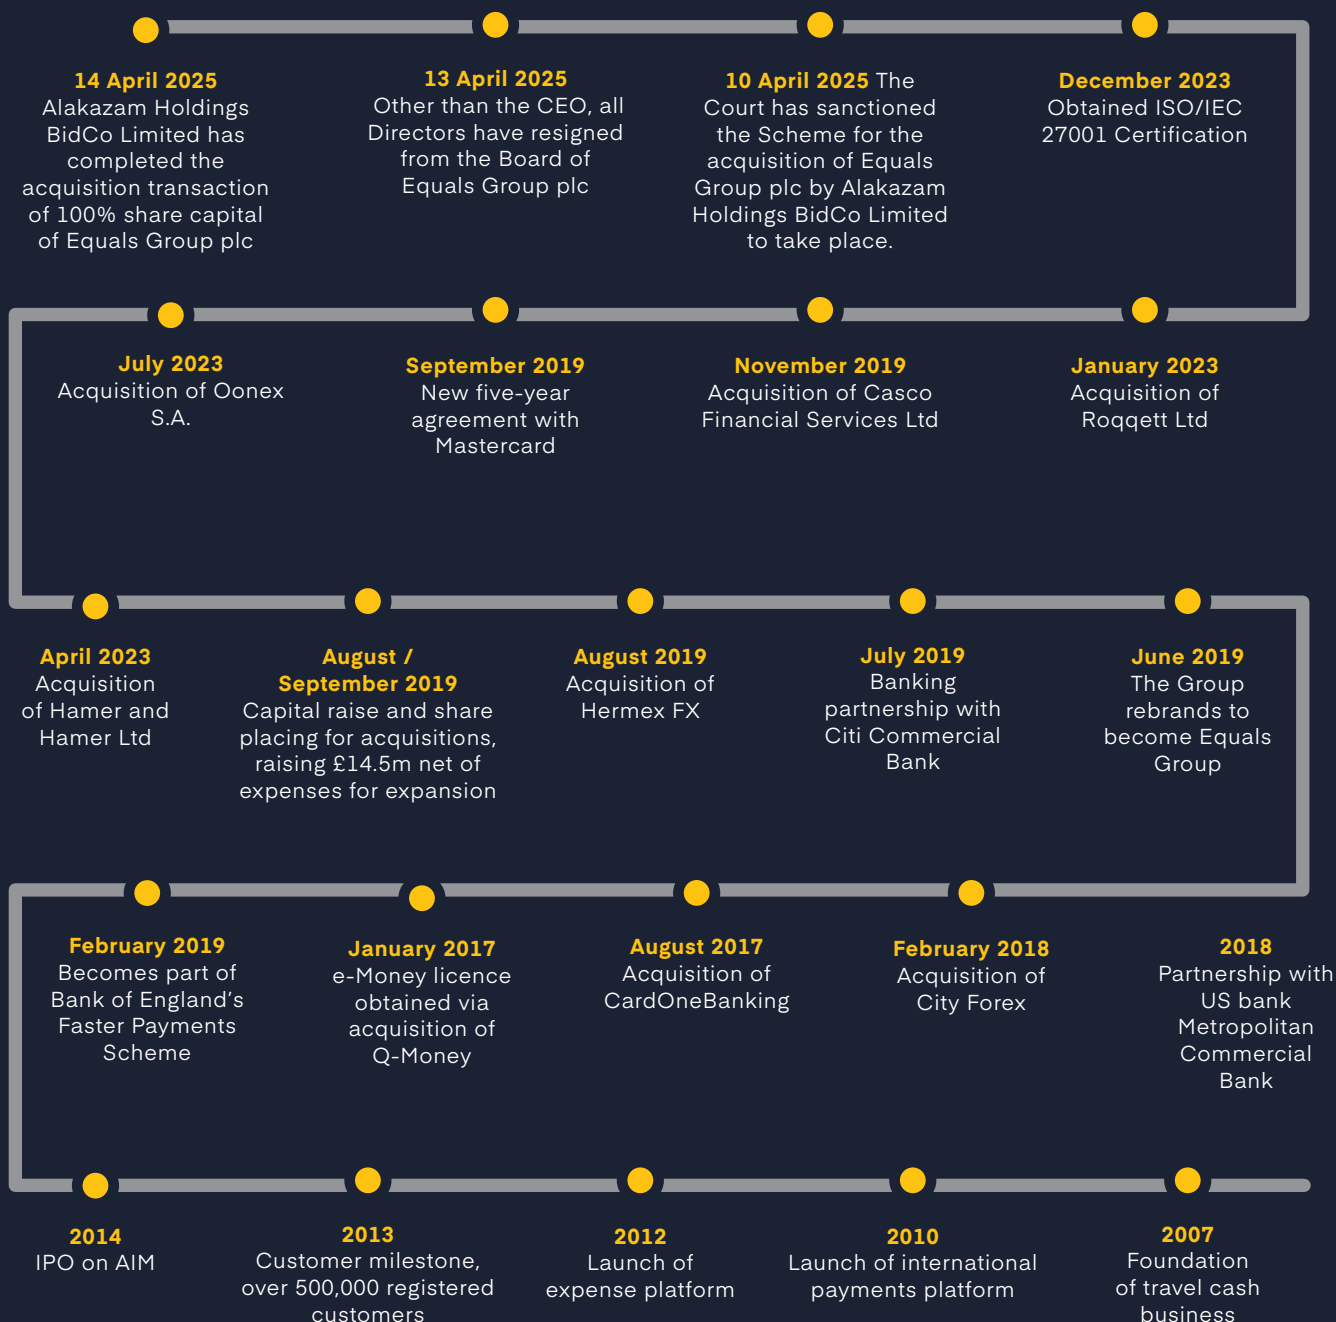 14 April 2025
Alakazam Holdings
BidCo Limited has
completed the
acquisition transaction
of 100% share capital
of Equals Group plc
13 April 2025
Other than the CEO, all
Directors have resigned
from the Board of
Equals Group plc
10 April 2025 The
Court has sanctioned
the Scheme for the
acquisition of Equals
Group plc by Alakazam
Holdings BidCo Limited
to take place.
December 2023
Obtained ISO/IEC
27001 Certification
July 2023
Acquisition of Oonex
S.A.
September 2019
New five-year
agreement with
Mastercard
November 2019
Acquisition of Casco
Financial Services Ltd
January 2023
Acquisition of
Roqqett Ltd
April 2023
Acquisition
of Hamer and
Hamer Ltd
August /
September 2019
Capital raise and share
placing for acquisitions,
raising £14.5m net of
expenses for expansion
August 2019
Acquisition of
Hermex FX
July 2019
Banking
partnership with
Citi Commercial
Bank
June 2019
The Group
rebrands to
become Equals
Group
February 2019
Becomes part of
Bank of England's
Faster Payments
Scheme
January 2017
e-Money licence
obtained via
acquisition of
Q-Money
August 2017
Acquisition of
CardOneBanking
February 2018
Acquisition of
City Forex
2018
Partnership with
US bank
Metropolitan
Commercial
Bank
2014
IPO on AIM
2013
Customer milestone,
over 500,000 registered
customers
2012
Launch of
expense platform
2010
Launch of international
payments platform
2007
Foundation
of travel cash
business